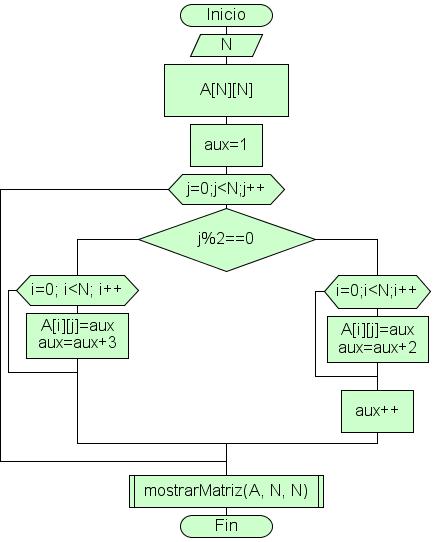 Inicio
N
A[N][N]
aux=1
j=0;j<N;j++
j%2==0
i=0; i<N; i++
A[i][j]=aux
aux=aux+3
i=0;i<N;i++
A[i][j]=aux
aux=aux+2
aux++
mostrarMatriz(A, N, N)
Fin